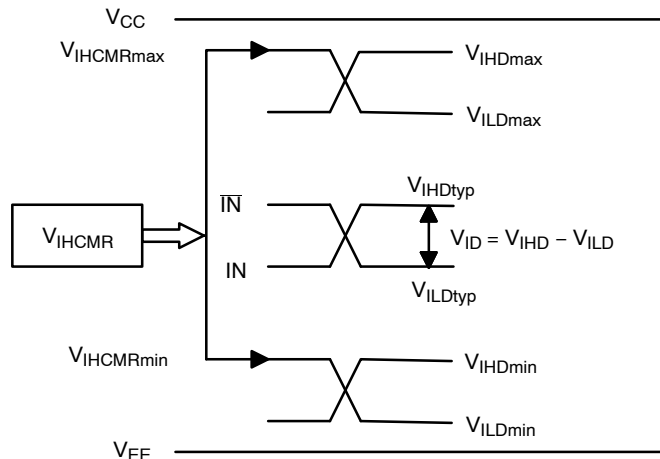 VCC
VIHCMRmax
VIHDmax
VILDmax
VIHDtyp
IN
VIHCMR
VID = VIHD – VILD
IN
VILDtyp
VIHCMRmin
VIHDmin
VILDmin
VEE